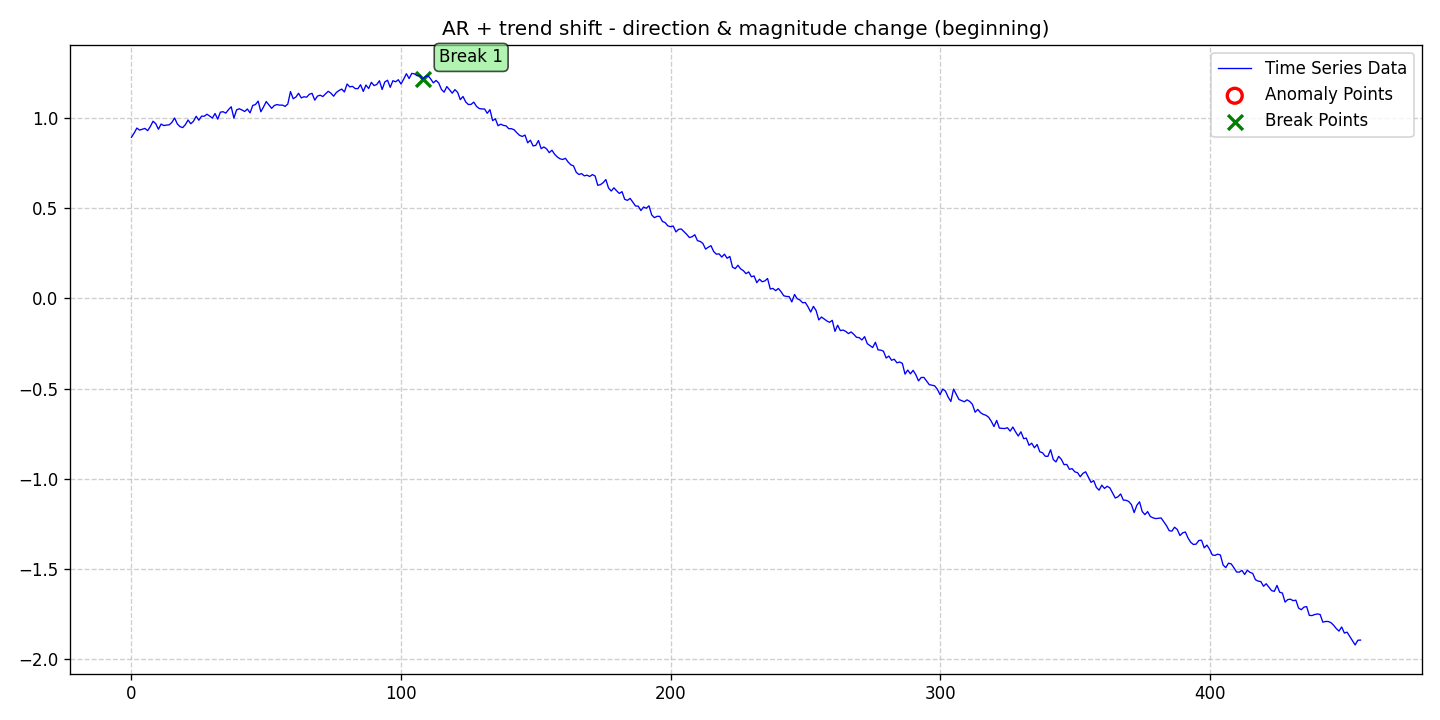 AR + trend shift - direction & magnitude change (beginning)
Break 1
Time Series Data
Anomaly Points
Break Points
1.0
0.5
0.0
−0.5
−1.0
−1.5
−2.0
0
100
200
300
400